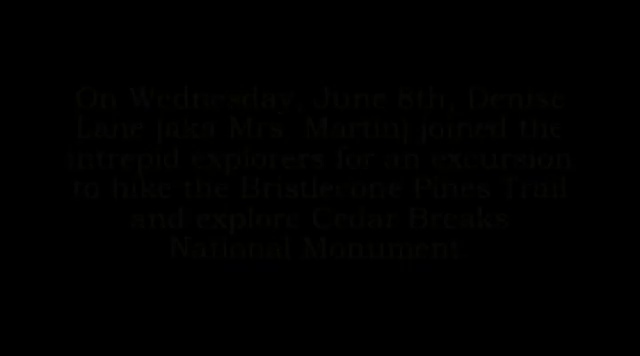 On Wednesday, June 8th, Denise
Lane [aka Mrs. Martin] joined the
intrepid explorers for an excursion
to hike the Bristlecone Pines Trail
and explore Cedar Breaks
National Monument